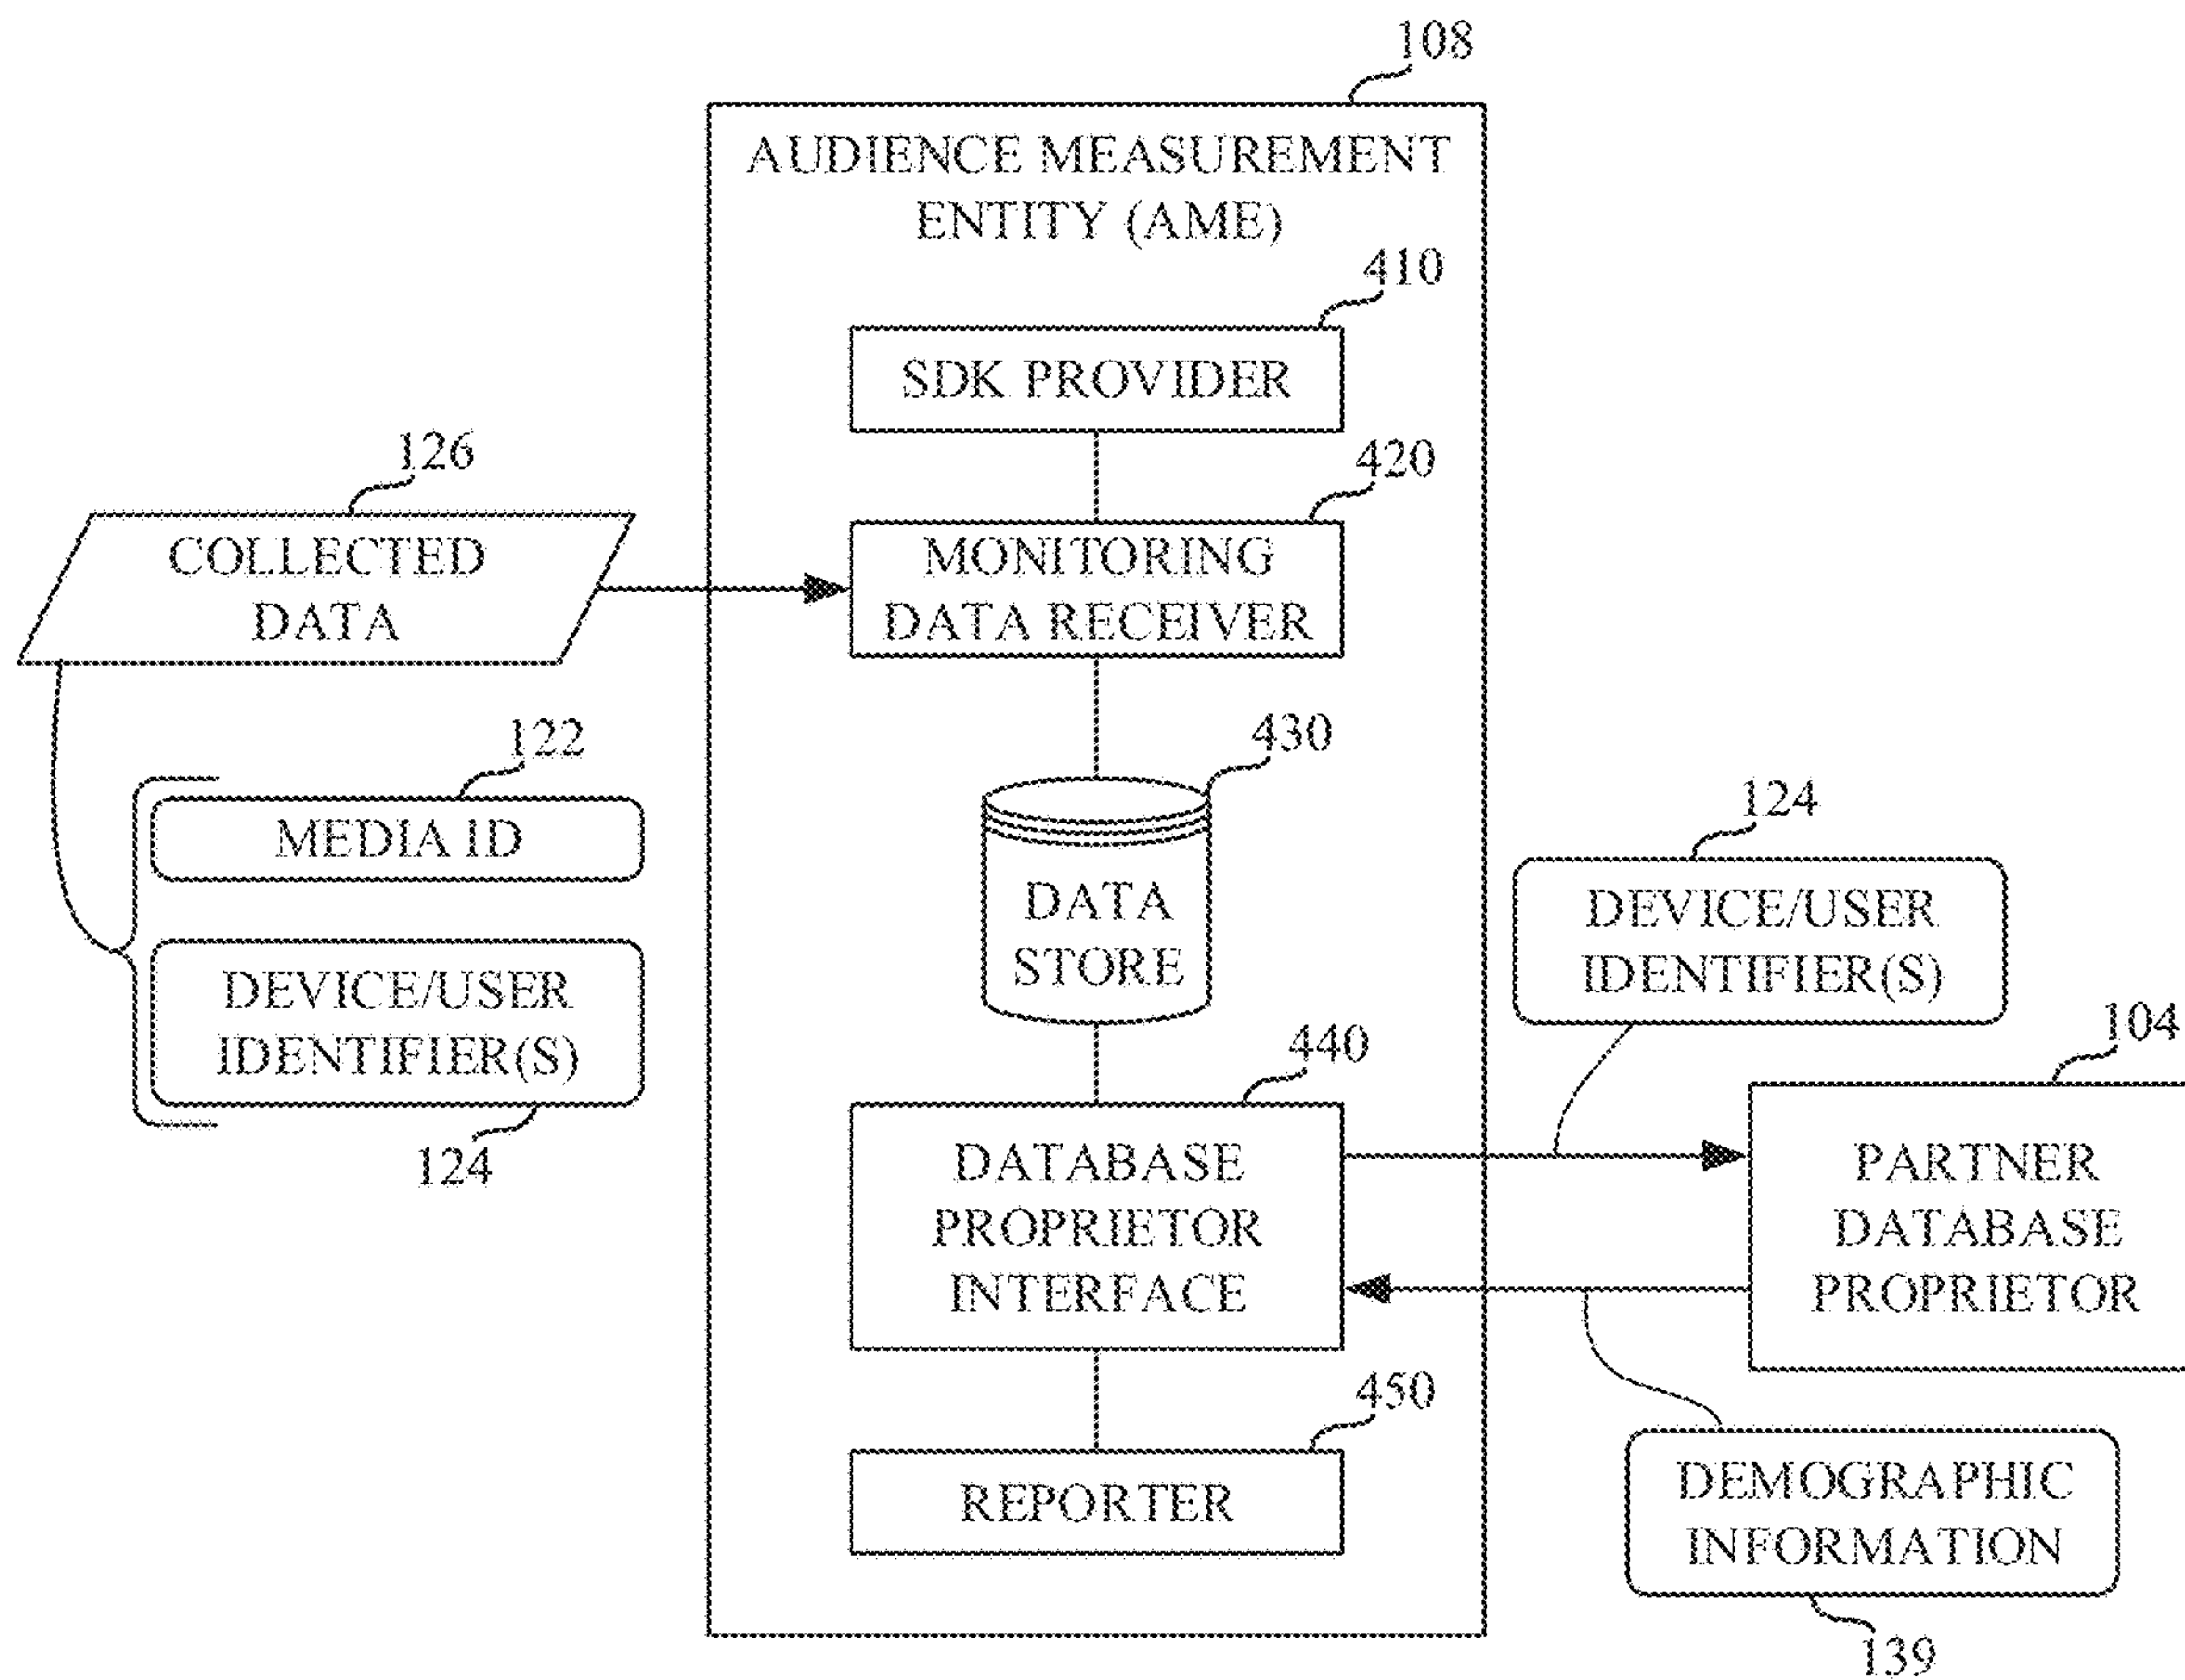 108
AUDIENCE MEASUREMENT
ENTITY (AME)
410
SDK PROVIDER
126
COLLECTED
DATA
420
MONITORING
DATA RECEIVER
122
MEDIA ID
DEVICE/USER
IDENTIFIER(S)
124
430
DATA
STORE
124
DEVICE/USER
IDENTIFIER(S)
440
DATABASE
PROPRIETOR
INTERFACE
104
PARTNER
DATABASE
PROPRIETOR
450
REPORTER
DEMOGRAPHIC
INFORMATION
139